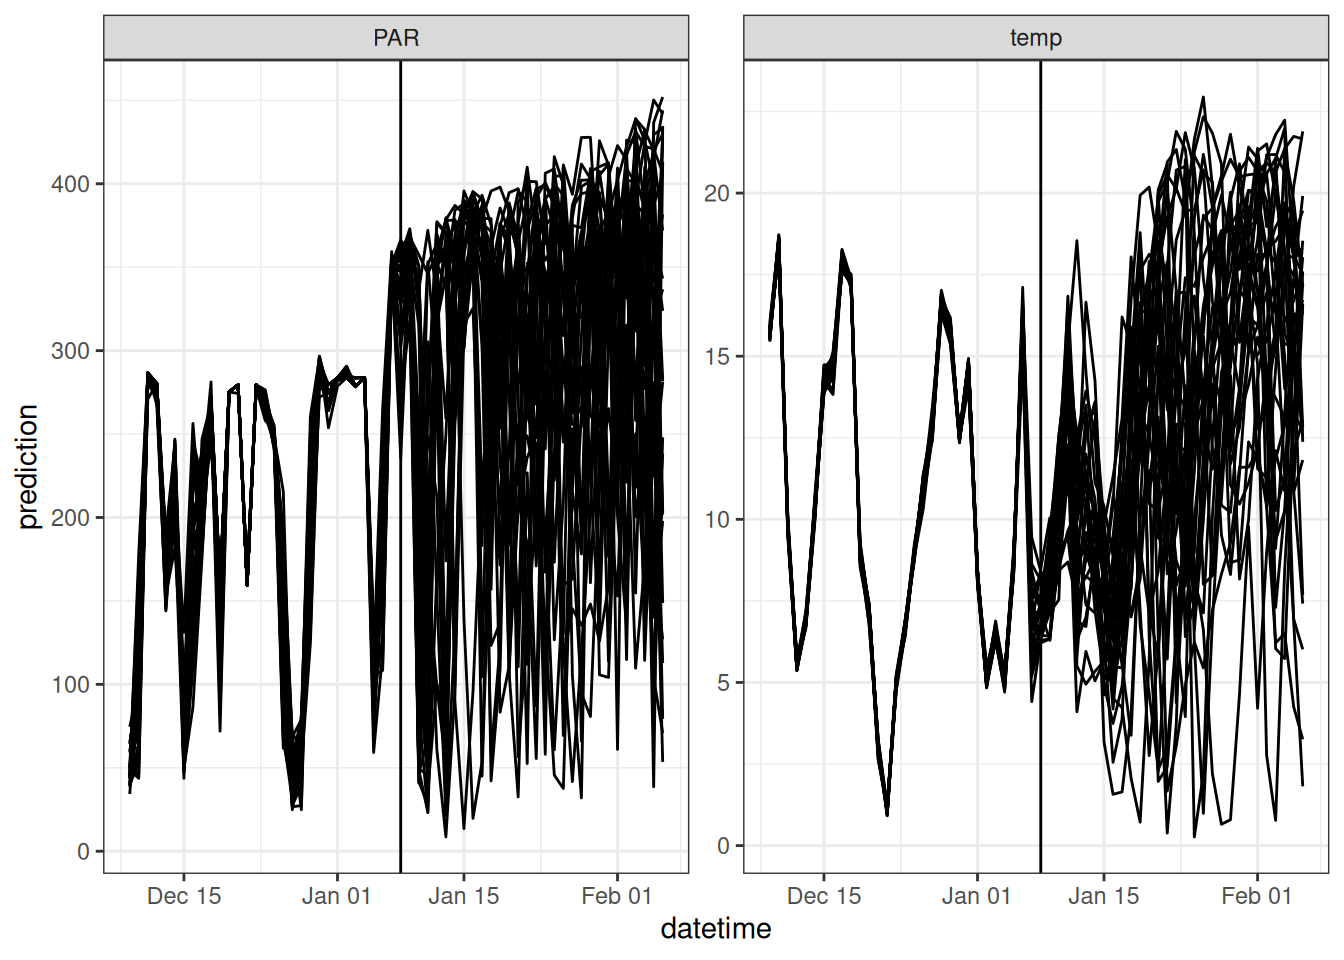 PAR
temp
prediction
400
300
200
100
0
20
15
10
5
0
Dec 15
Jan 01
Jan 15
Feb 01
Dec 15
Jan 01
Jan 15
Feb 01
datetime